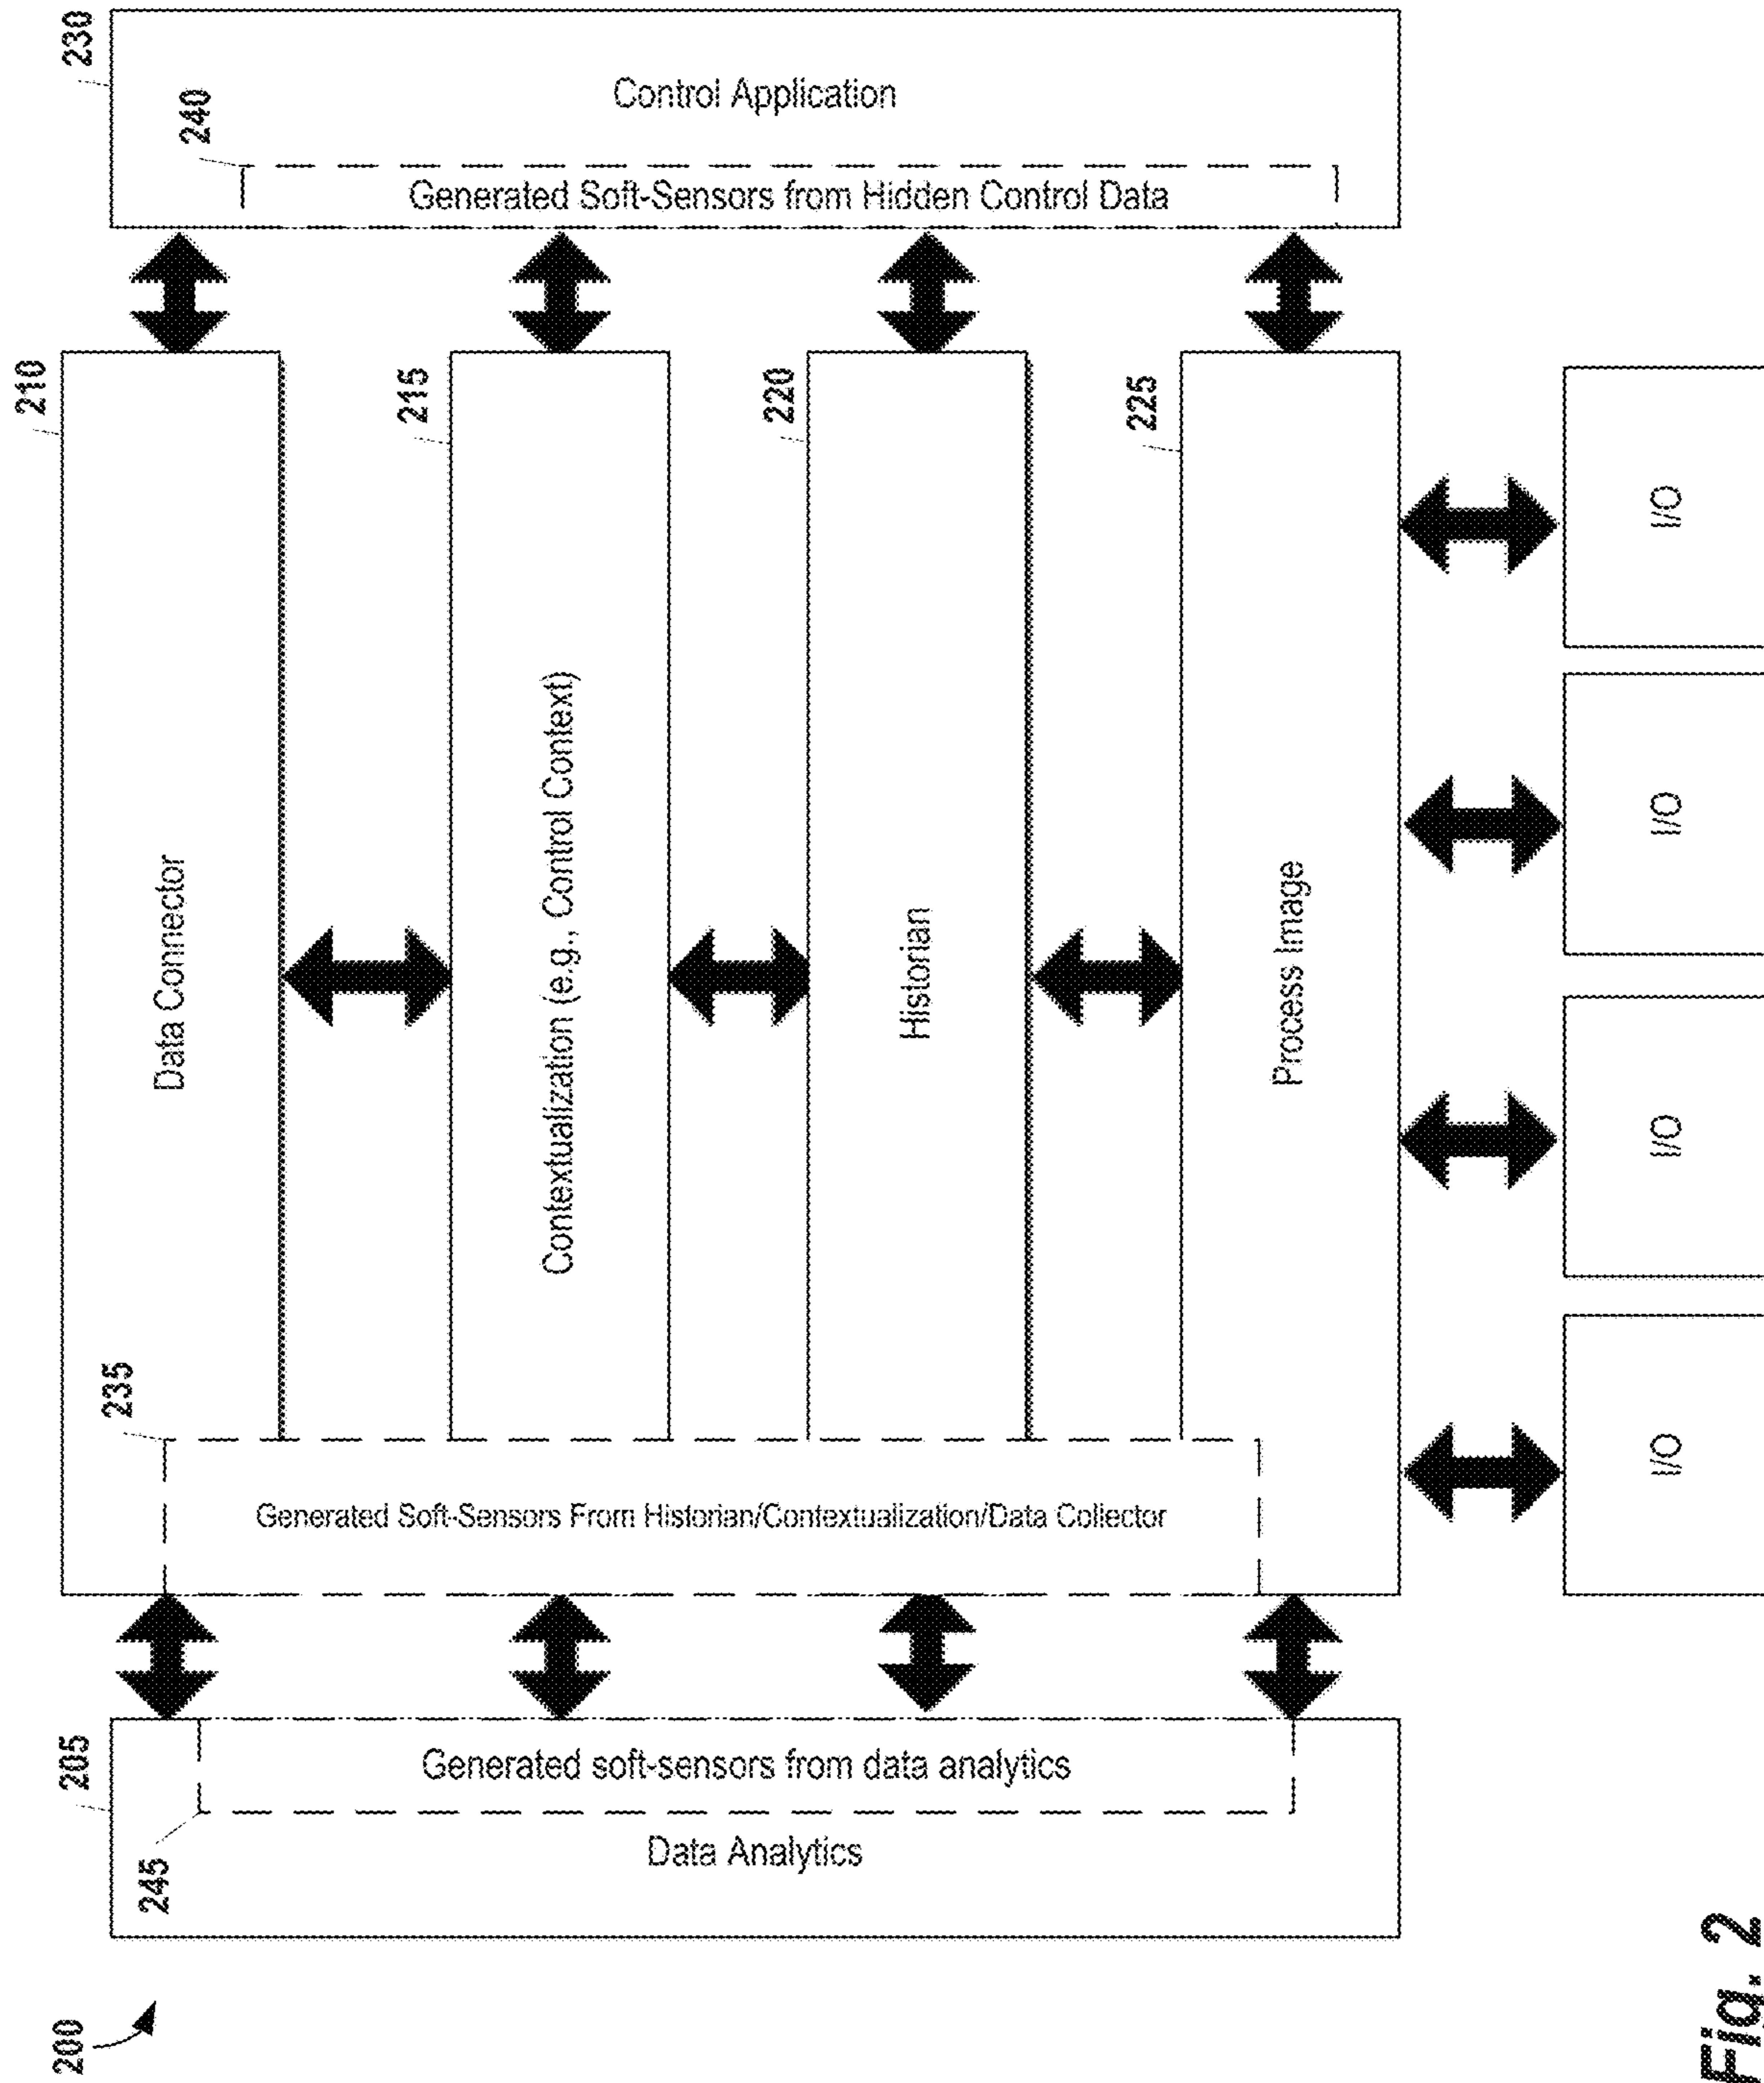 200
205
245
Data Analytics
Generated soft-sensors from data analytics
235
Generated Soft-Sensors From Historian/Contextualization/Data Collector
210
Data Connector
215
Contextualization (e.g., Control Context)
220
Historian
225
Process Image
230
240
Generated Soft-Sensors from Hidden Control Data
Control Application
I/O
I/O
I/O
I/O
Fig. 2